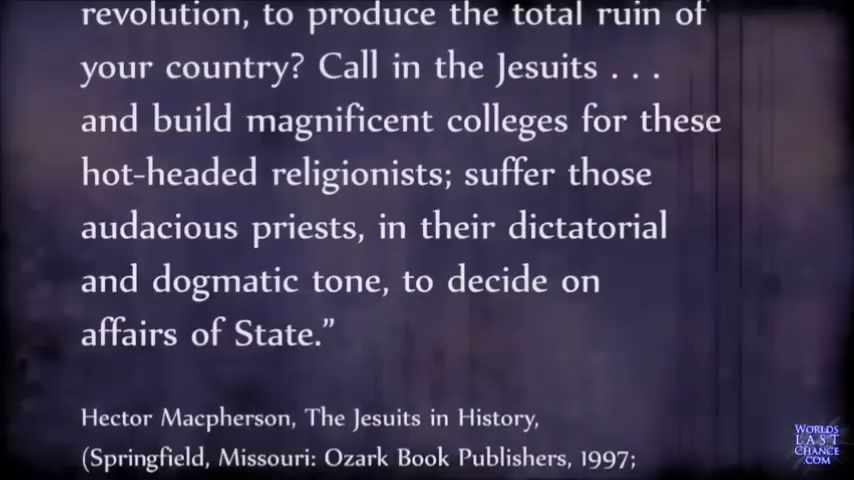 revolution, to produce the total ruin of
your country? Call in the Jesuits . . .
and build magnificent colleges for these
hot-headed religionists; suffer those
audacious priests, in their dictatorial
and dogmatic tone, to decide on
affairs of State.”
Hector Macpherson, The Jesuits in History,
(Springfield, Missouri: Ozark Book Publishers, 1997;
WORLDS
LAST
CHANCE
.COM